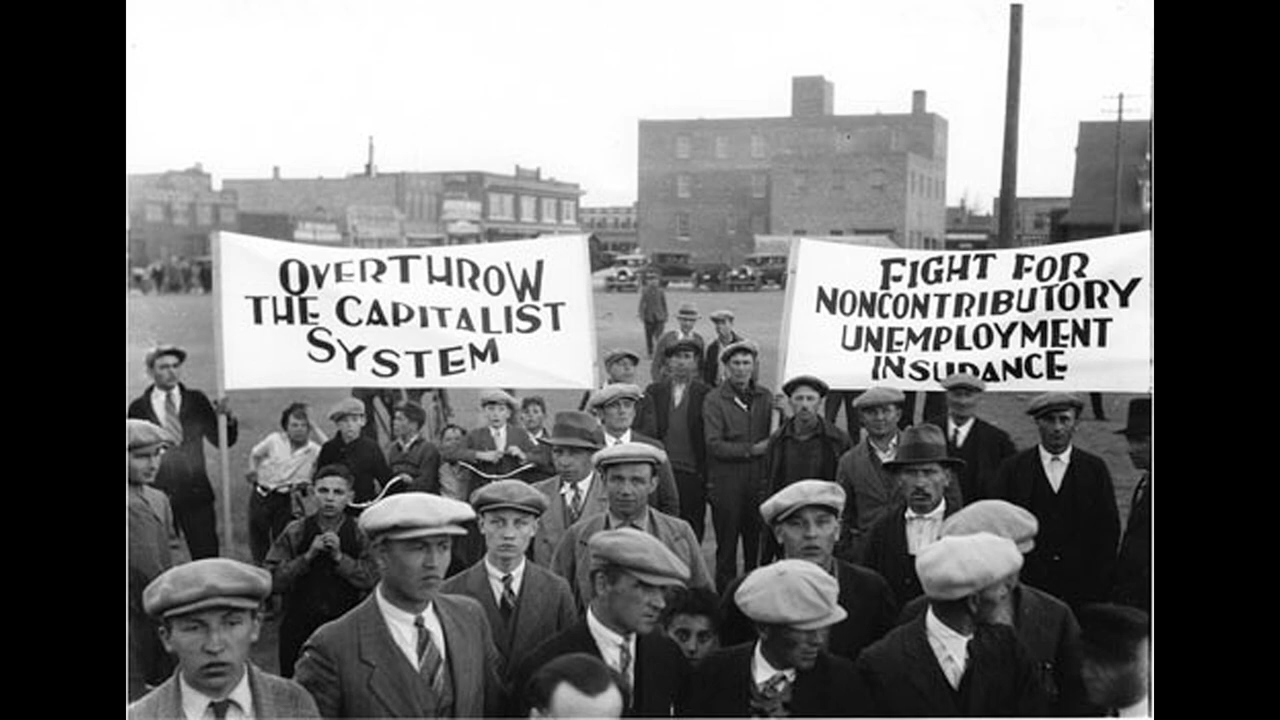 OVERTHROW
THE CAPITALIST
SYSTEM
FIGHT FOR
NONCONTRIBUTORY
UNEMPLOYMENT
INSURANCE